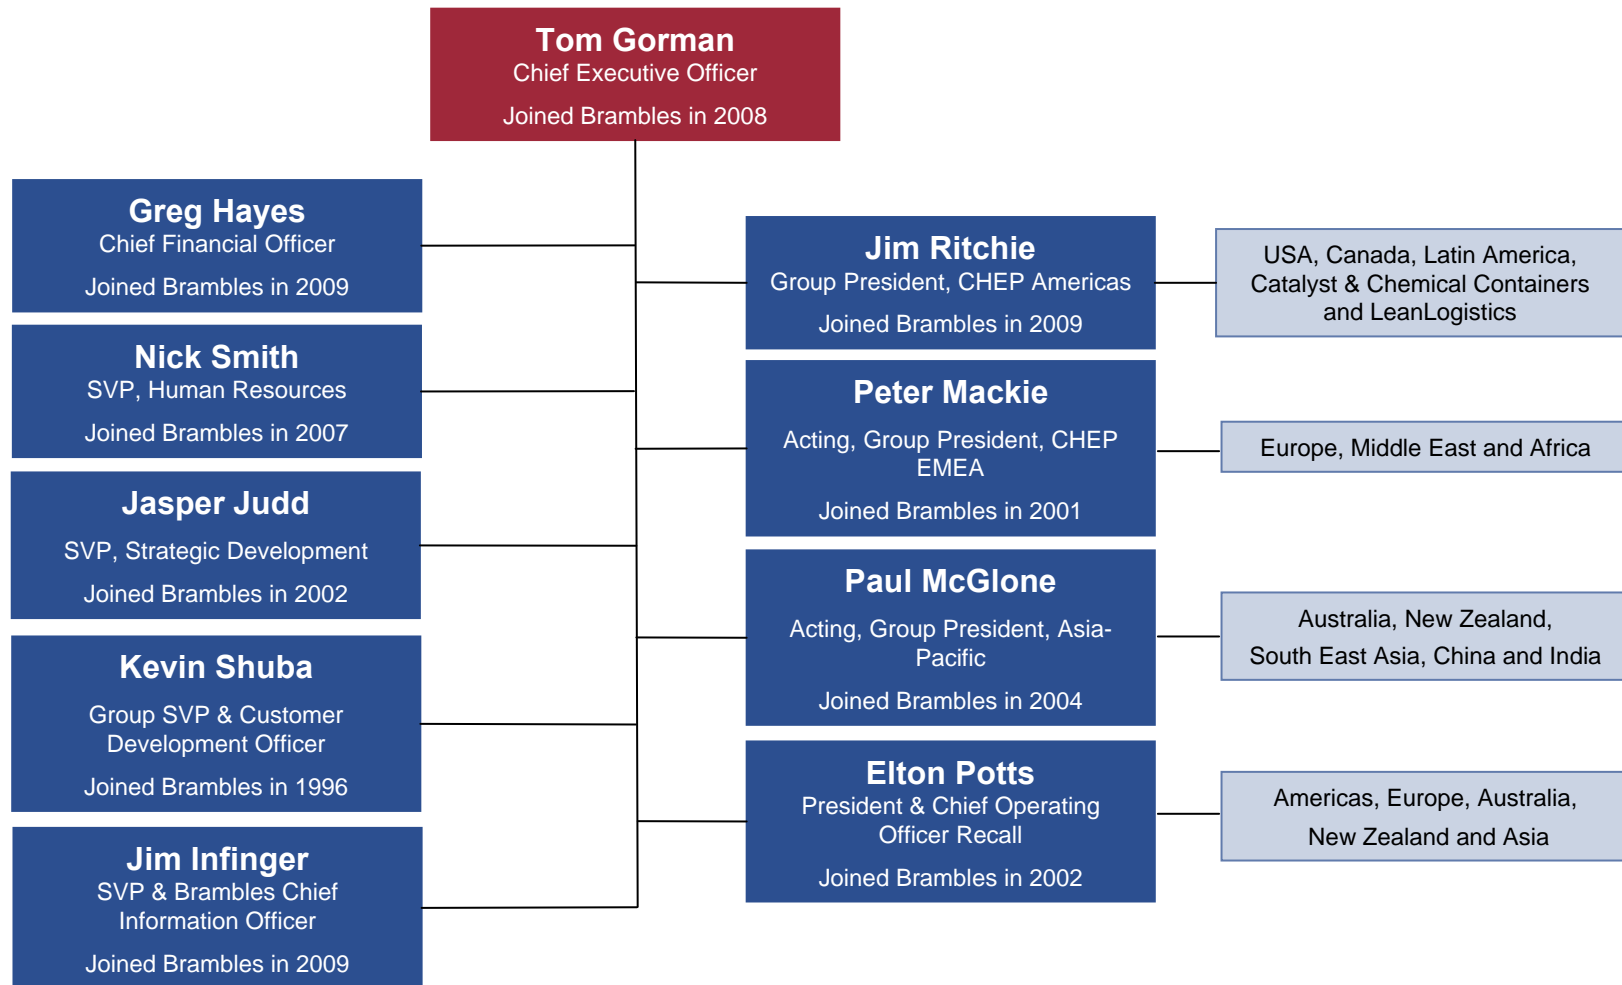 Tom Gorman
Chief Executive Officer
Joined Brambles in 2008
Greg Hayes
Chief Financial Officer
Joined Brambles in 2009
Nick Smith
SVP, Human Resources
Joined Brambles in 2007
Jasper Judd
SVP, Strategic Development
Joined Brambles in 2002
Kevin Shuba
Group SVP & Customer
Development Officer
Joined Brambles in 1996
Jim Infinger
SVP & Brambles Chief
Information Officer
Joined Brambles in 2009
Jim Ritchie
Group President, CHEP Americas
Joined Brambles in 2009
USA, Canada, Latin America,
Catalyst & Chemical Containers
and LeanLogistics
Peter Mackie
Acting, Group President, CHEP
EMEA
Joined Brambles in 2001
Europe, Middle East and Africa
Paul McGlone
Acting, Group President, Asia-
Pacific
Joined Brambles in 2004
Australia, New Zealand,
South East Asia, China and India
Elton Potts
President & Chief Operating
Officer Recall
Joined Brambles in 2002
Americas, Europe, Australia,
New Zealand and Asia